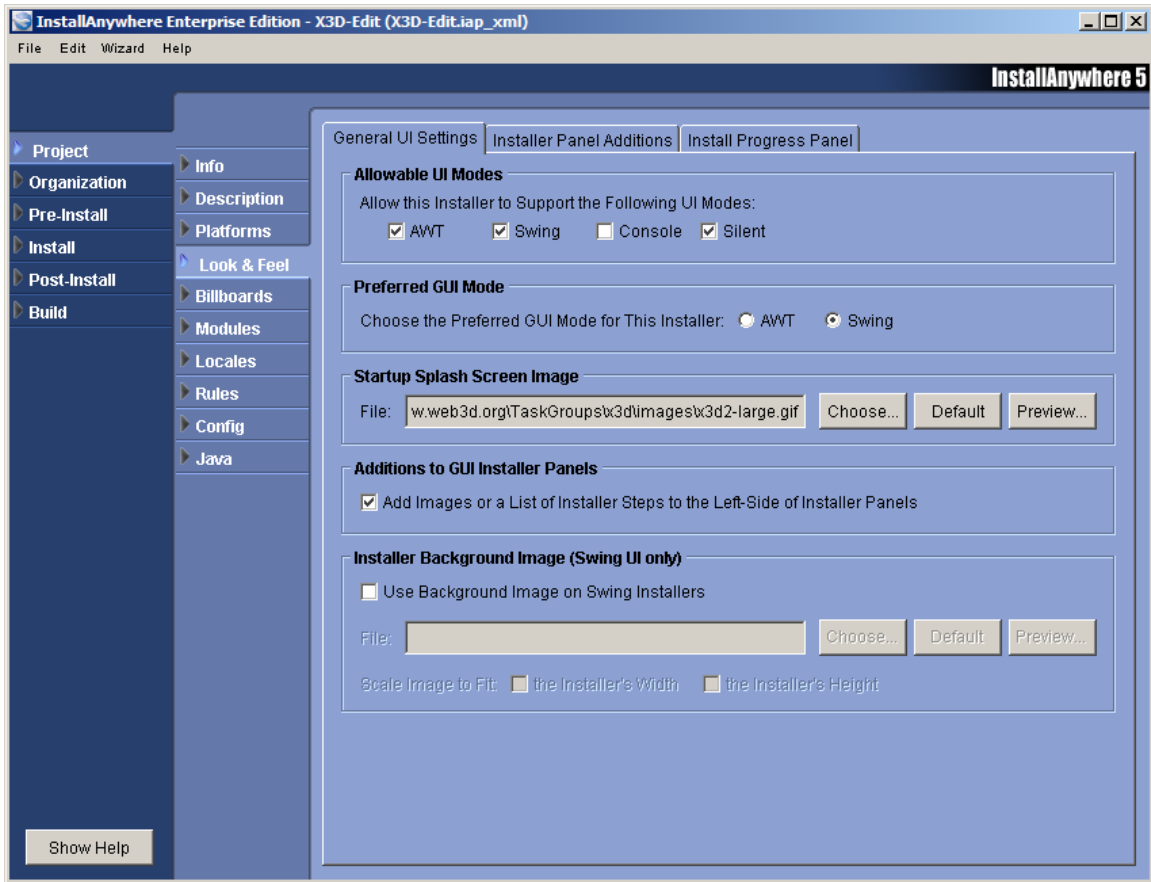 InstallAnywhere Enterprise Edition - X3D-Edit (X3D-Edit.iap_xml)
File Edit Wizard Help
InstallAnywhere 5
Project
Organization
Pre-Install
Install
Post-Install
Build
Info
Description
Platforms
Look & Feel
Billboards
Modules
Locales
Rules
Config
Java
General UI Settings Installer Panel Additions Install Progress Panel
Allowable UI Modes
Allow this Installer to Support the Following UI Modes:
AWT Swing Console Silent
Preferred GUI Mode
Choose the Preferred GUI Mode for This Installer: AWT Swing
Startup Splash Screen Image
File: w.web3d.org\TaskGroups\x3d\images\x3d2-large.gif Choose... Default Preview...
Additions to GUI Installer Panels
Add Images or a List of Installer Steps to the Left-Side of Installer Panels
Installer Background Image (Swing UI only)
Use Background Image on Swing Installers
File: Choose... Default Preview...
Scale Image to Fit: the Installer's Width the Installer's Height
Show Help